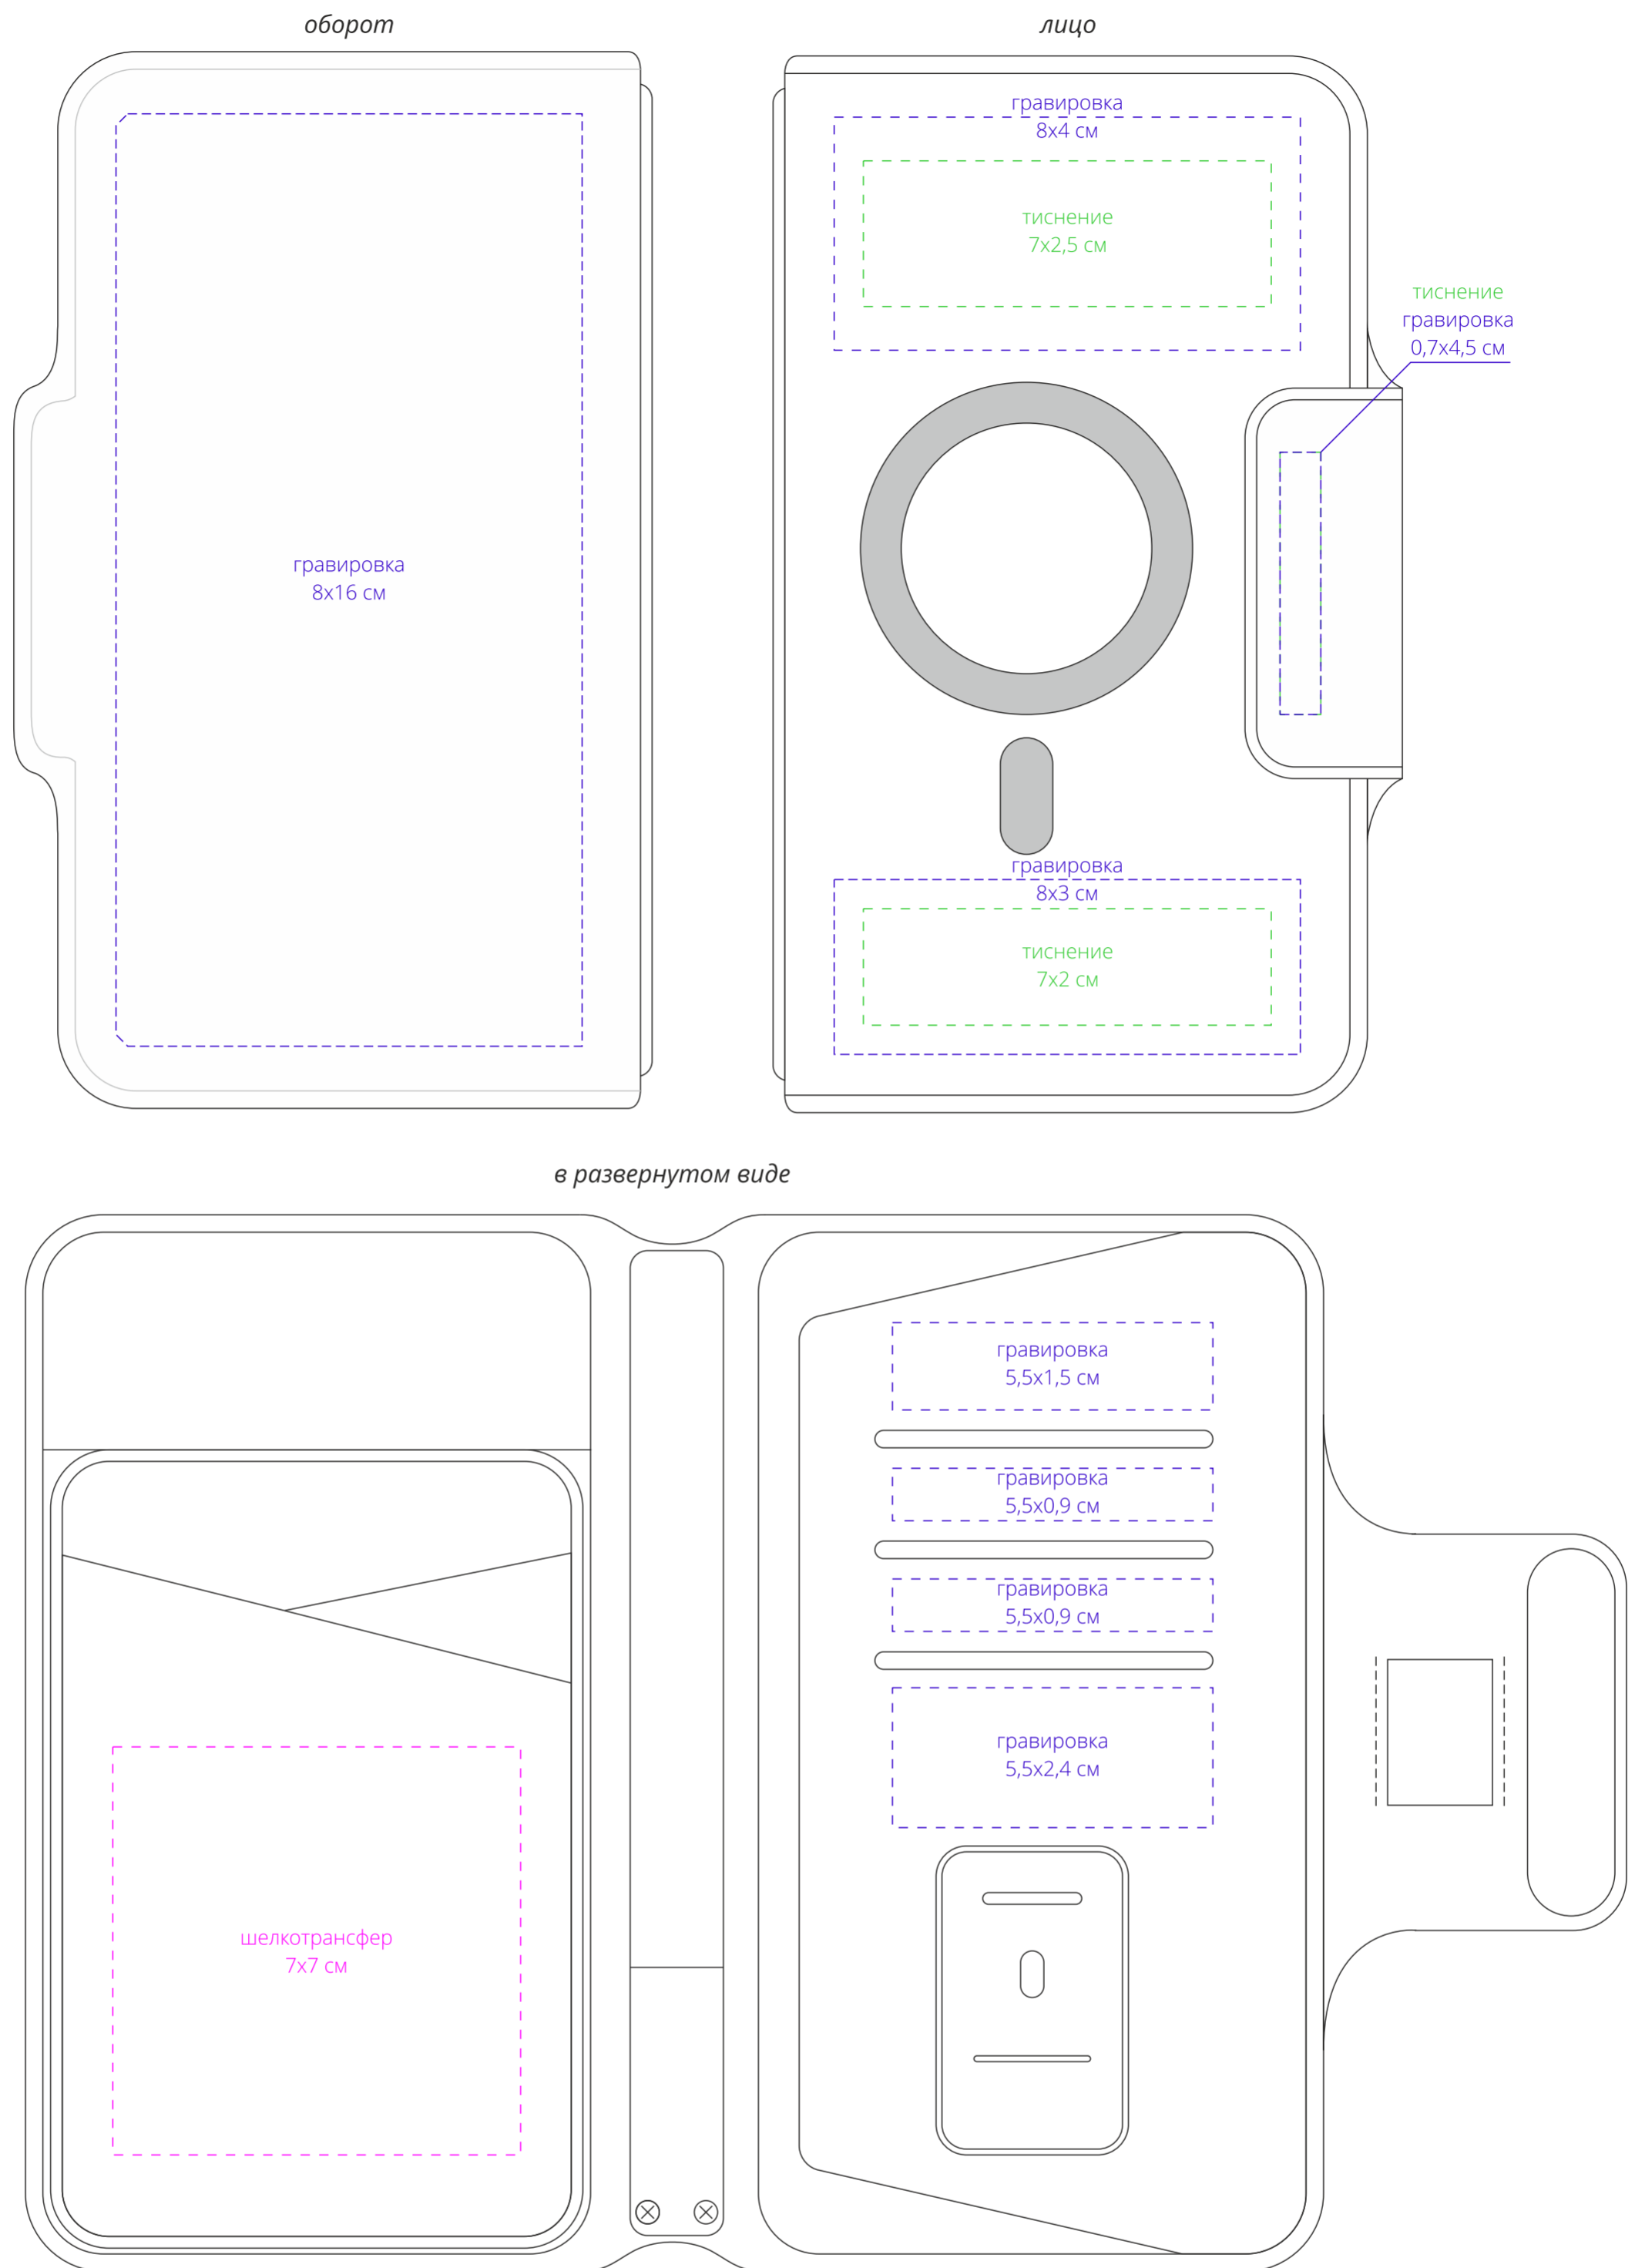 оборот
лицо
гравировка
8х4 см
тиснение
7х2,5 см
тиснение
гравировка
0,7х4,5 см
гравировка
8х16 см
гравировка
8х3 см
тиснение
7х2 см
в развернутом виде
гравировка
5,5х1,5 см
гравировка
5,5х0,9 см
гравировка
5,5х0,9 см
гравировка
5,5х2,4 см
шелкотрансфер
7х7 см